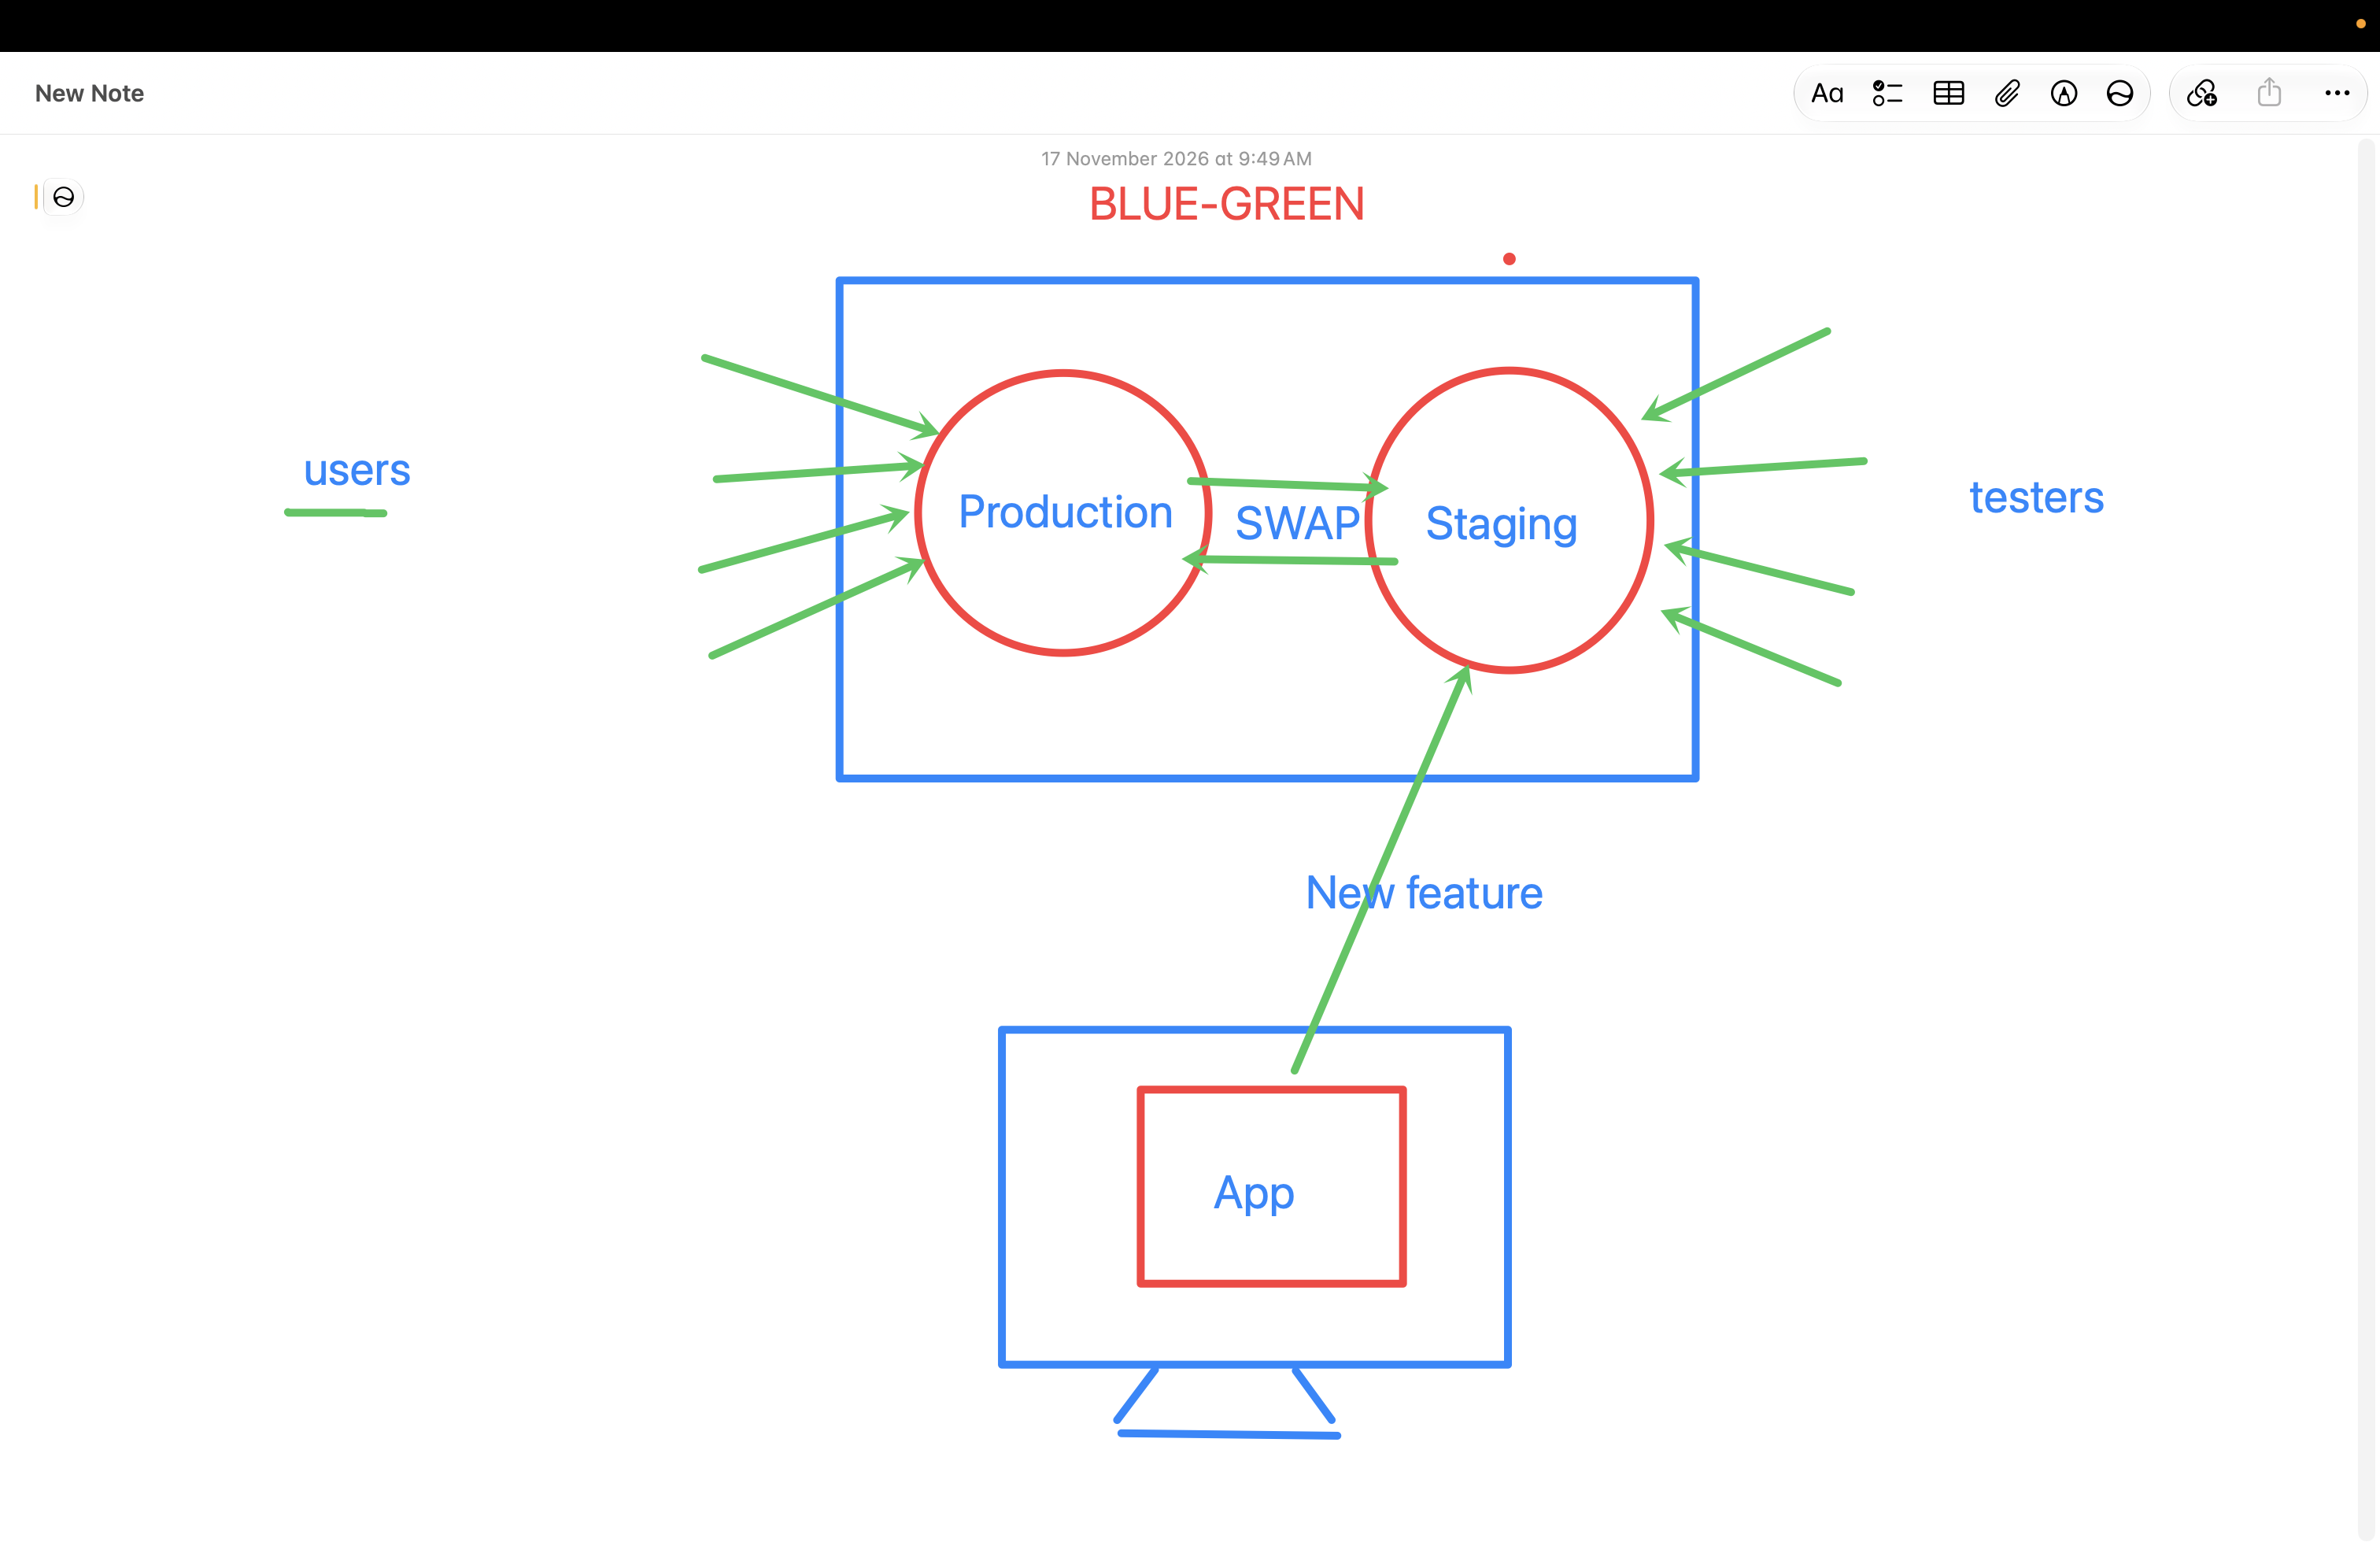 New Note
Aa
17 November 2026 at 9:49 AM
BLUE-GREEN
users
Production
SWAP
Staging
testers
New feature
App